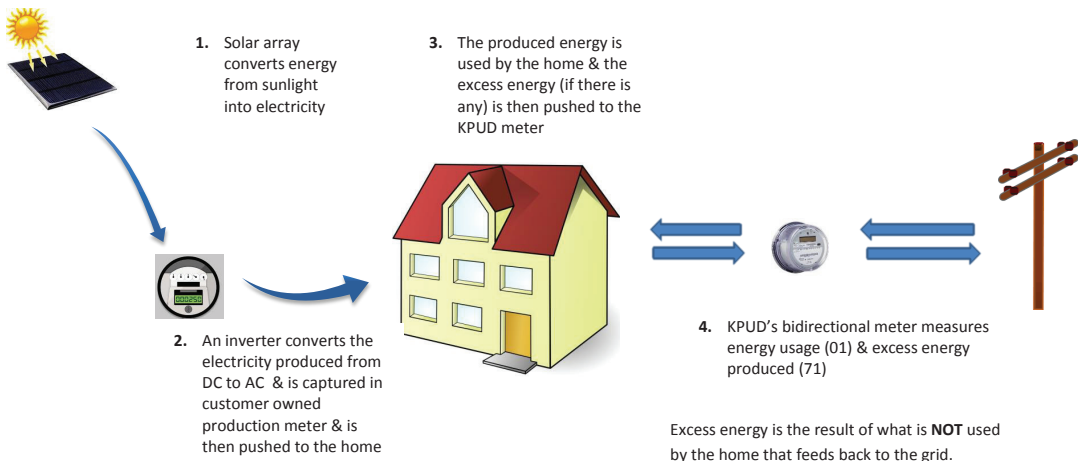 1. Solar array
converts energy
from sunlight
into electricity
3. The produced energy is
used by the home & the
excess energy (if there is
any) is then pushed to the
KPUD meter
2. An inverter converts the
electricity produced from
DC to AC & is captured in
customer owned
production meter & is
then pushed to the home
4. KPUD's bidirectional meter measures
energy usage (01) & excess energy
produced (71)
Excess energy is the result of what is NOT used
by the home that feeds back to the grid.